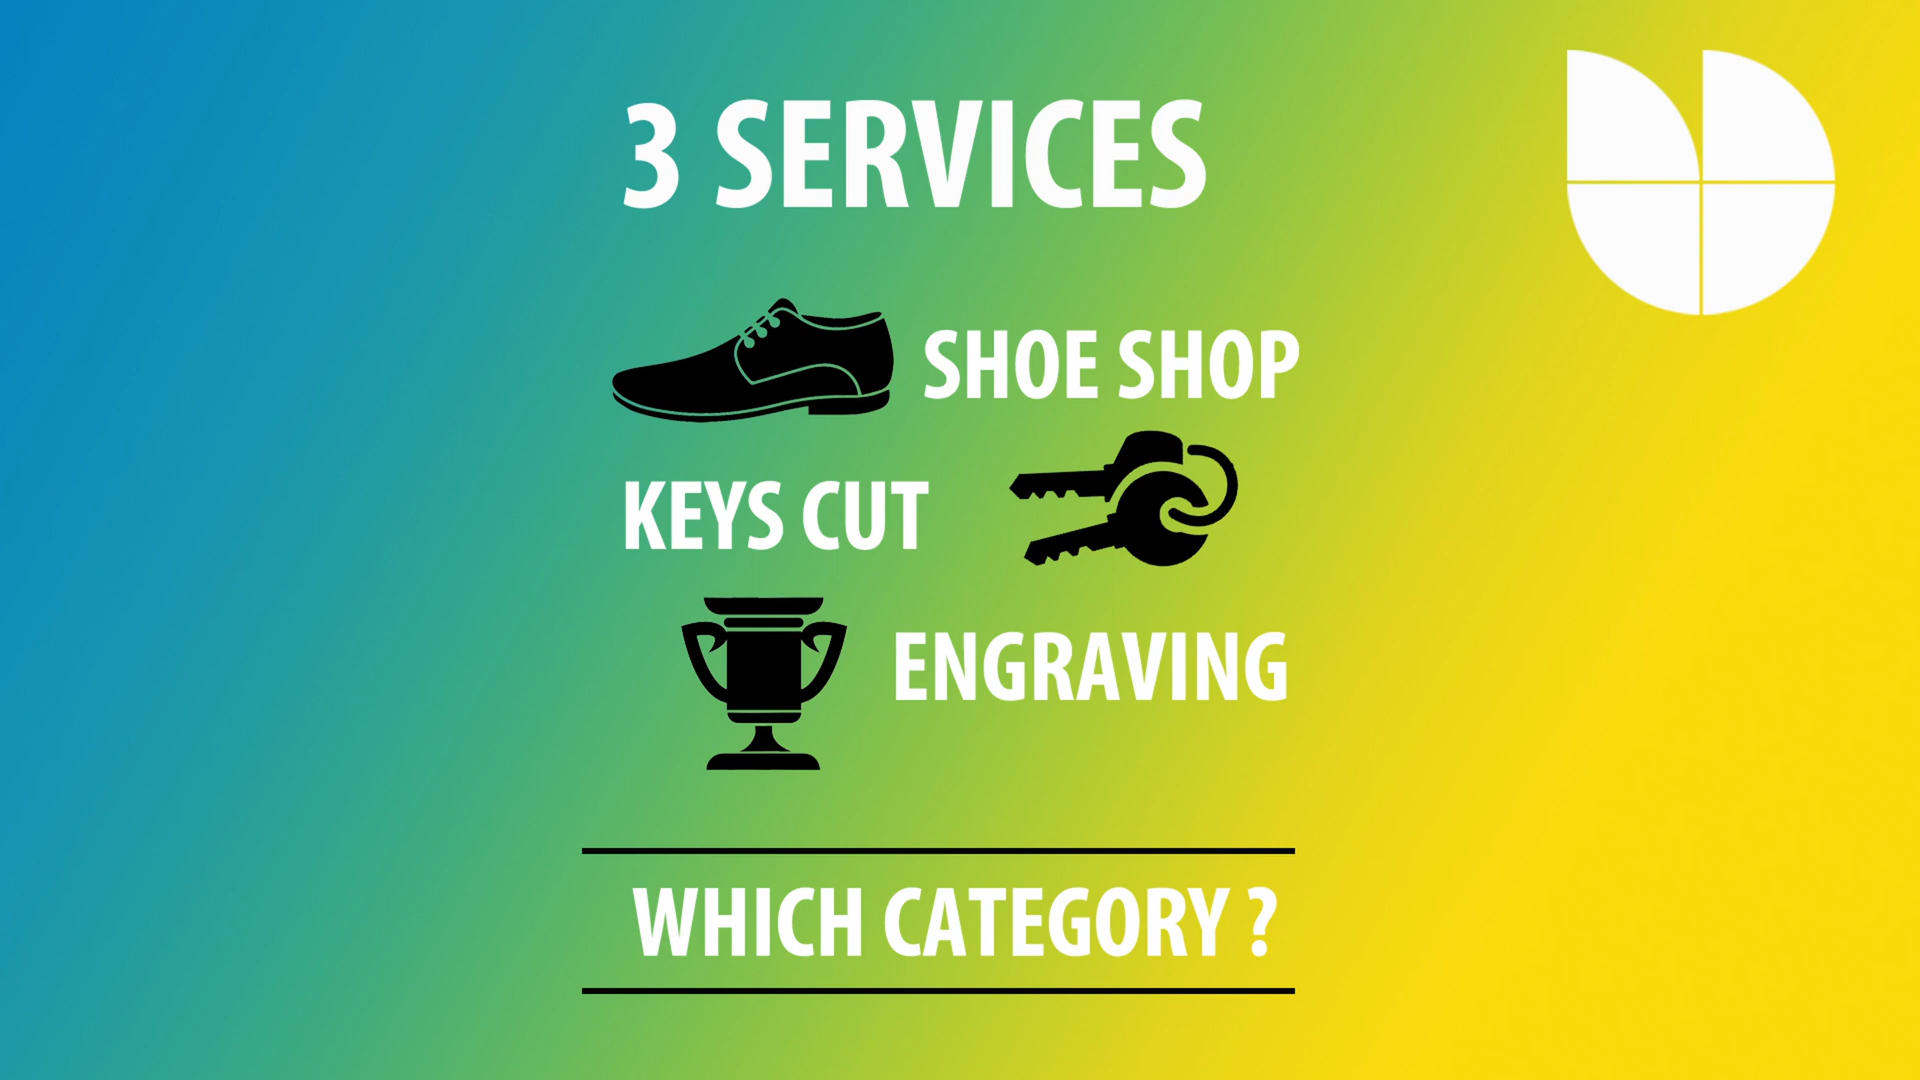 3 SERVICES
SHOE SHOP
KEYS CUT
ENGRAVING
WHICH CATEGORY ?